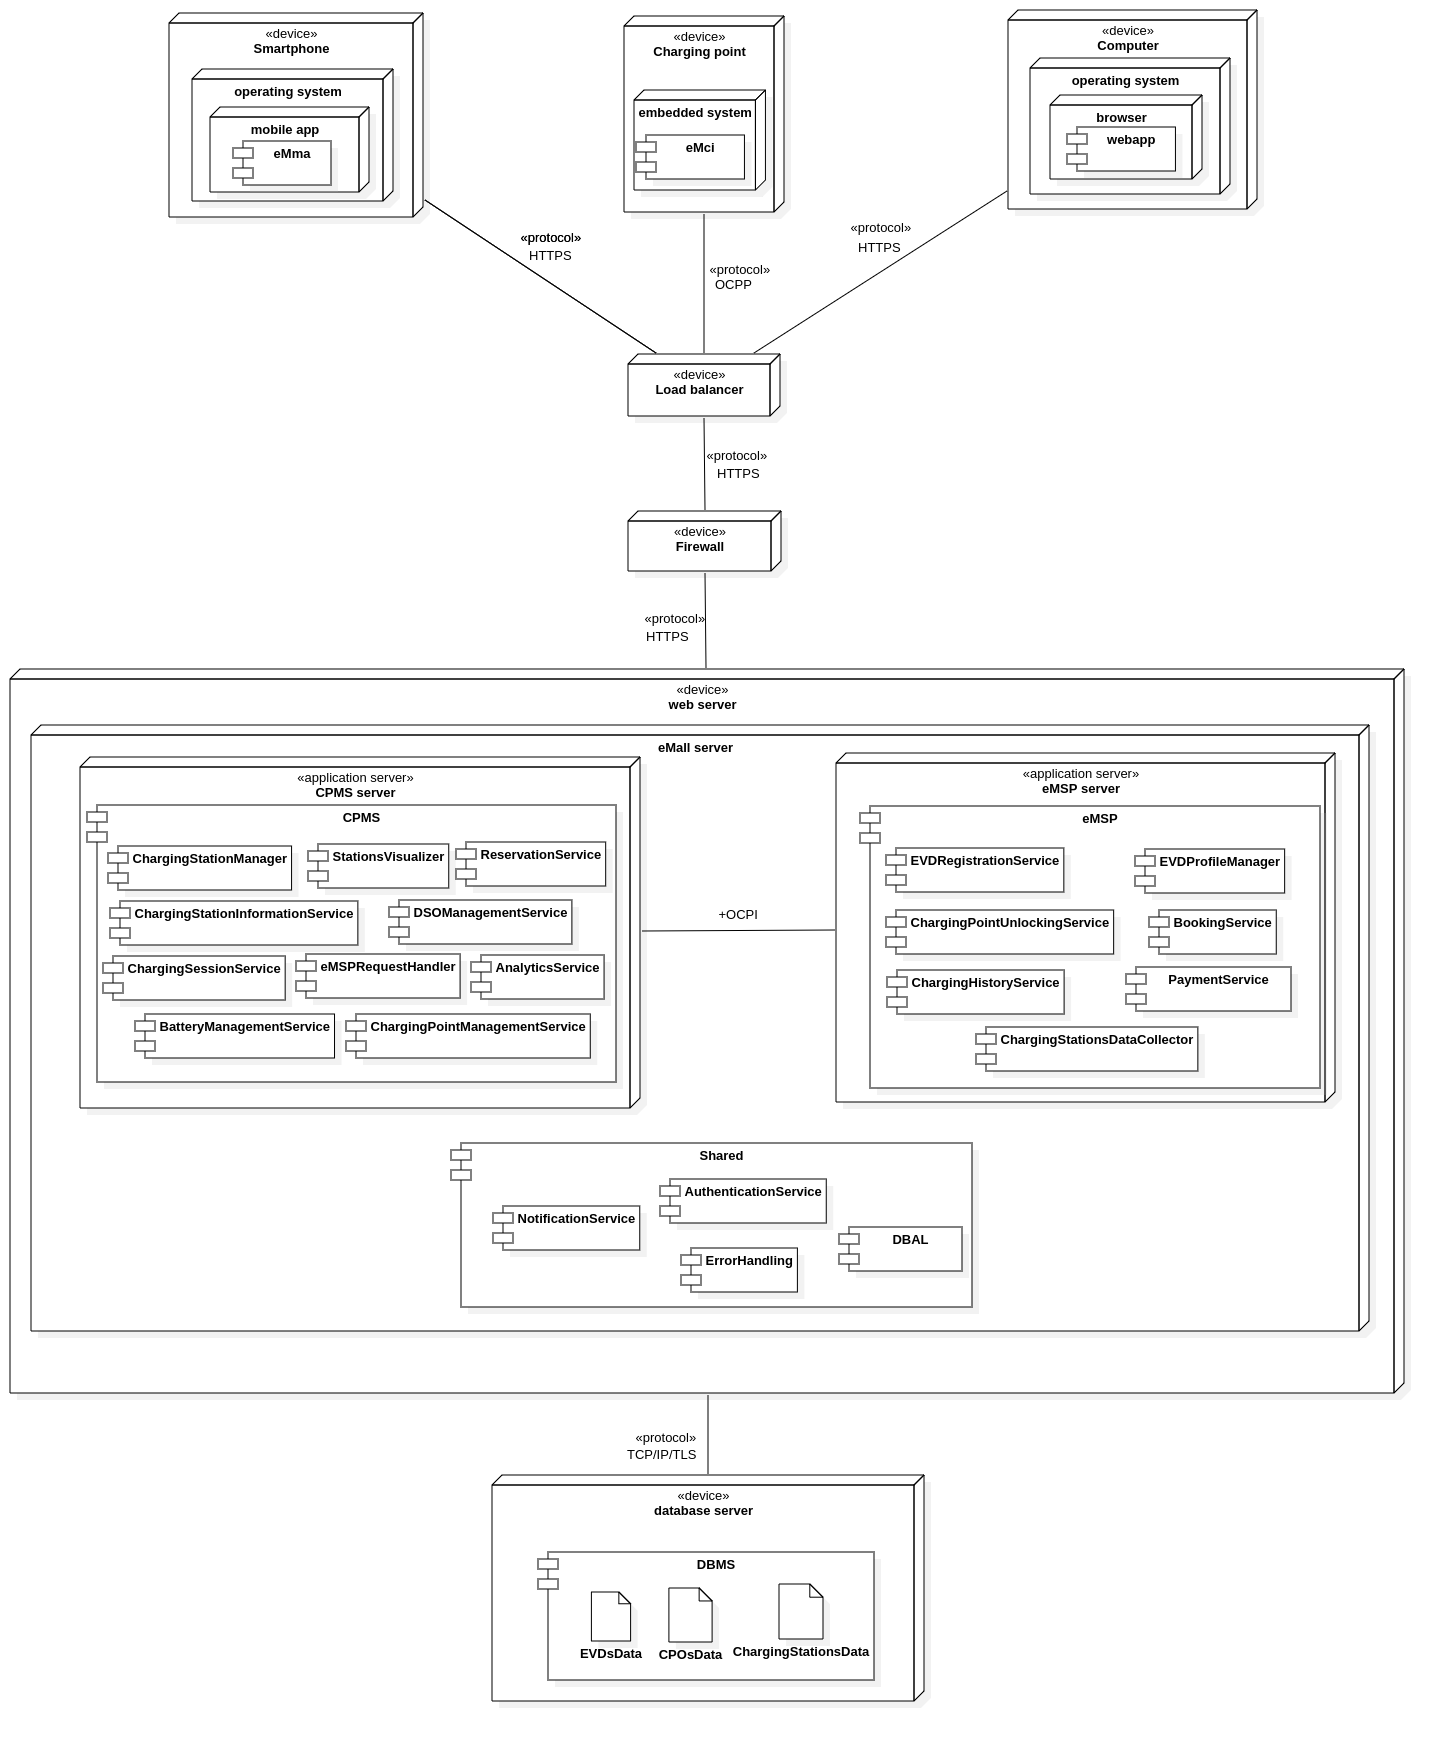 «device»
Smartphone
operating system
mobile app
eMma
«device»
Charging point
embedded system
eMci
«device»
Computer
operating system
browser
webapp
«protocol»
HTTPS
«protocol»
OCPP
«protocol»
HTTPS
«device»
Load balancer
«protocol»
HTTPS
«device»
Firewall
«protocol»
HTTPS
«device»
web server
eMall server
«application server»
CPMS server
CPMS
ChargingStationManager
StationsVisualizer
ReservationService
ChargingStationInformationService
DSOManagementService
ChargingSessionService
eMSPRequestHandler
AnalyticsService
BatteryManagementService
ChargingPointManagementService
+OCPI
«application server»
eMSP server
eMSP
EVDRegistrationService
EVDProfileManager
ChargingPointUnlockingService
BookingService
ChargingHistoryService
PaymentService
ChargingStationsDataCollector
Shared
AuthenticationService
NotificationService
DBAL
ErrorHandling
«protocol»
TCP/IP/TLS
«device»
database server
DBMS
EVDsData
CPOsData
ChargingStationsData